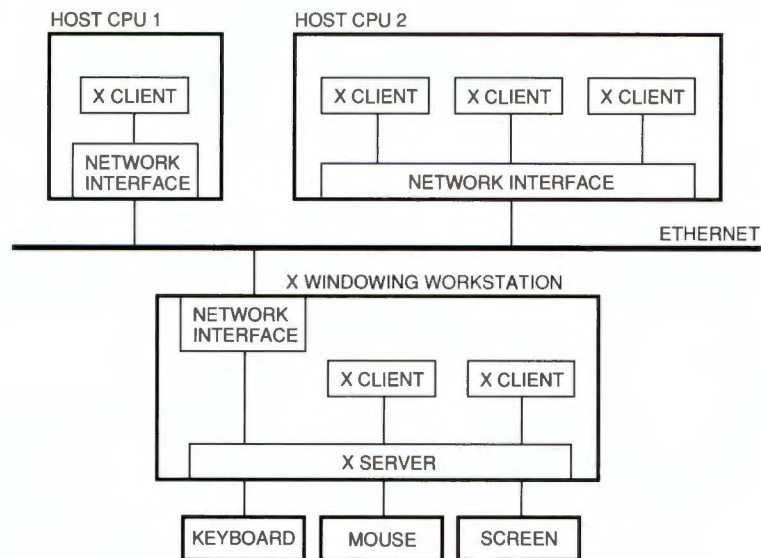 HOST CPU 1
HOST CPU 2
X CLIENT
X CLIENT
X CLIENT
X CLIENT
NETWORK
INTERFACE
NETWORK INTERFACE
ETHERNET
X WINDOWING WORKSTATION
NETWORK
INTERFACE
X CLIENT
X CLIENT
X SERVER
KEYBOARD
MOUSE
SCREEN